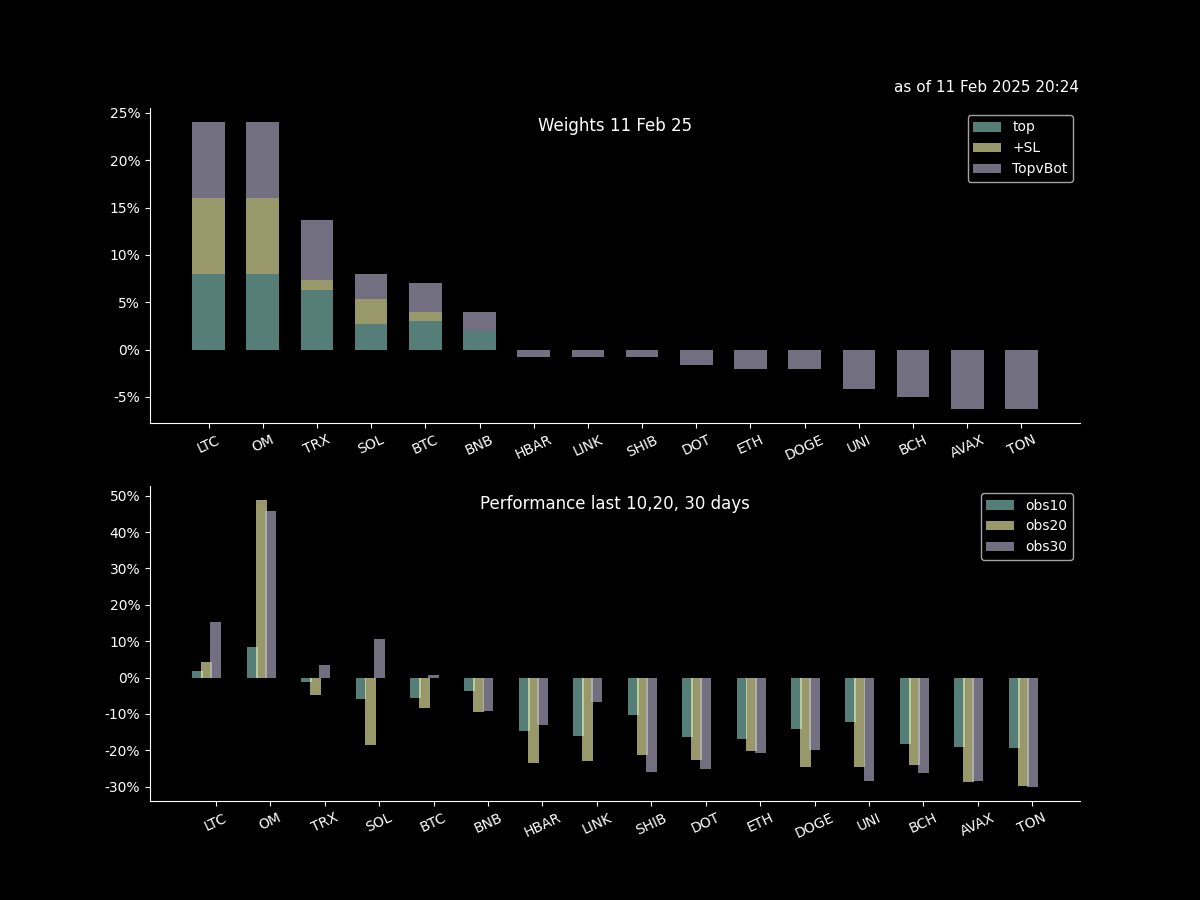 as of 11 Feb 2025 20:24
Weights 11 Feb 25
top
+SL
TopvBot
25%
20%
15%
10%
5%
0%
-5%
LTC OM TRX SOL BTC BNB HBAR LINK SHIB DOT ETH DOGE UNI BCH AVAX TON
Performance last 10,20, 30 days
obs10
obs20
obs30
50%
40%
30%
20%
10%
0%
-10%
-20%
-30%
LTC OM TRX SOL BTC BNB HBAR LINK SHIB DOT ETH DOGE UNI BCH AVAX TON